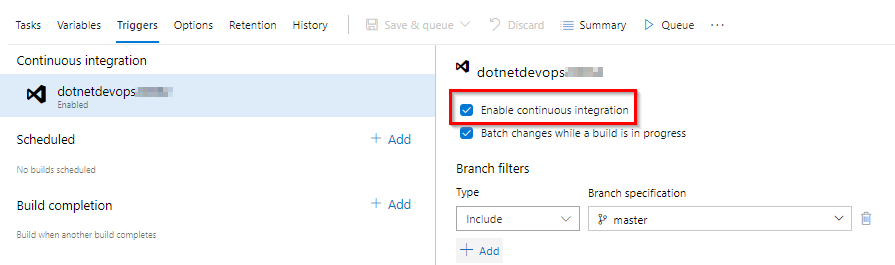 Tasks Variables Triggers Options Retention History Save & queue Discard Summary Queue ...
Continuous integration
dotnetdevops
Enabled
Scheduled + Add
No builds scheduled
Build completion + Add
Build when another build completes
dotnetdevops
Enable continuous integration
Batch changes while a build is in progress
Branch filters
Type Branch specification
Include master
+ Add